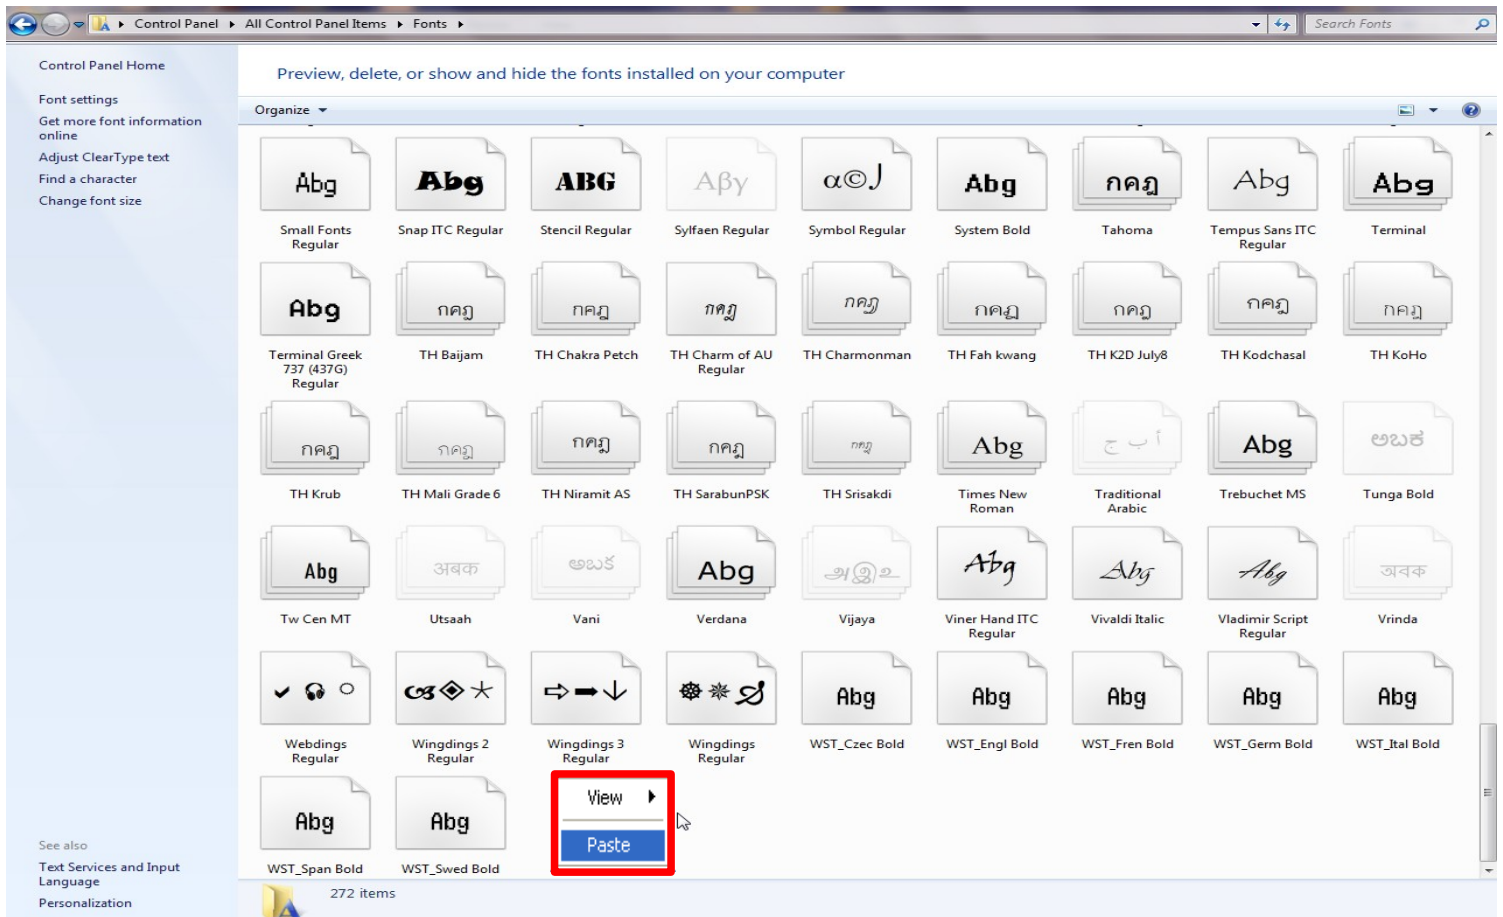 Control Panel ▸ All Control Panel Items ▸ Fonts ▸
Search Fonts
Control Panel Home
Font settings
Get more font information
online
Adjust ClearType text
Find a character
Change font size
Preview, delete, or show and hide the fonts installed on your computer
Organize
Abg Abg ABG Αβγ α©ل Abg กคฎ Abg Abg
Small Fonts Regular
Snap ITC Regular
Stencil Regular
Sylfaen Regular
Symbol Regular
System Bold
Tahoma
Tempus Sans ITC Regular
Terminal
Abg กคฎ กคฎ กคฎ กคฎ กคฎ กคฎ กคฎ กคฎ
Terminal Greek 737 (437G) Regular
TH Baijam
TH Chakra Petch
TH Charm of AU Regular
TH Charmonman
TH Fah kwang
TH K2D July8
TH Kodchasal
TH KoHo
กคฎ กคฎ กคฎ กคฎ กคฎ Abg أ ب ج Abg ಅಬಕ
TH Krub
TH Mali Grade 6
TH Niramit AS
TH SarabunPSK
TH Srisakdi
Times New Roman
Traditional Arabic
Trebuchet MS
Tunga Bold
Abg अबक అబక Abg அஇஉ Abg Abg Abg অবক
Tw Cen MT
Utsaah
Vani
Verdana
Vijaya
Viner Hand ITC Regular
Vivaldi Italic
Vladimir Script Regular
Vrinda
Abg Abg Abg Abg Abg
Webdings Regular
Wingdings 2 Regular
Wingdings 3 Regular
Wingdings Regular
WST_Czec Bold
WST_Engl Bold
WST_Fren Bold
WST_Germ Bold
WST_Ital Bold
Abg Abg
WST_Span Bold
WST_Swed Bold
View
Paste
See also
Text Services and Input
Language
Personalization
272 items